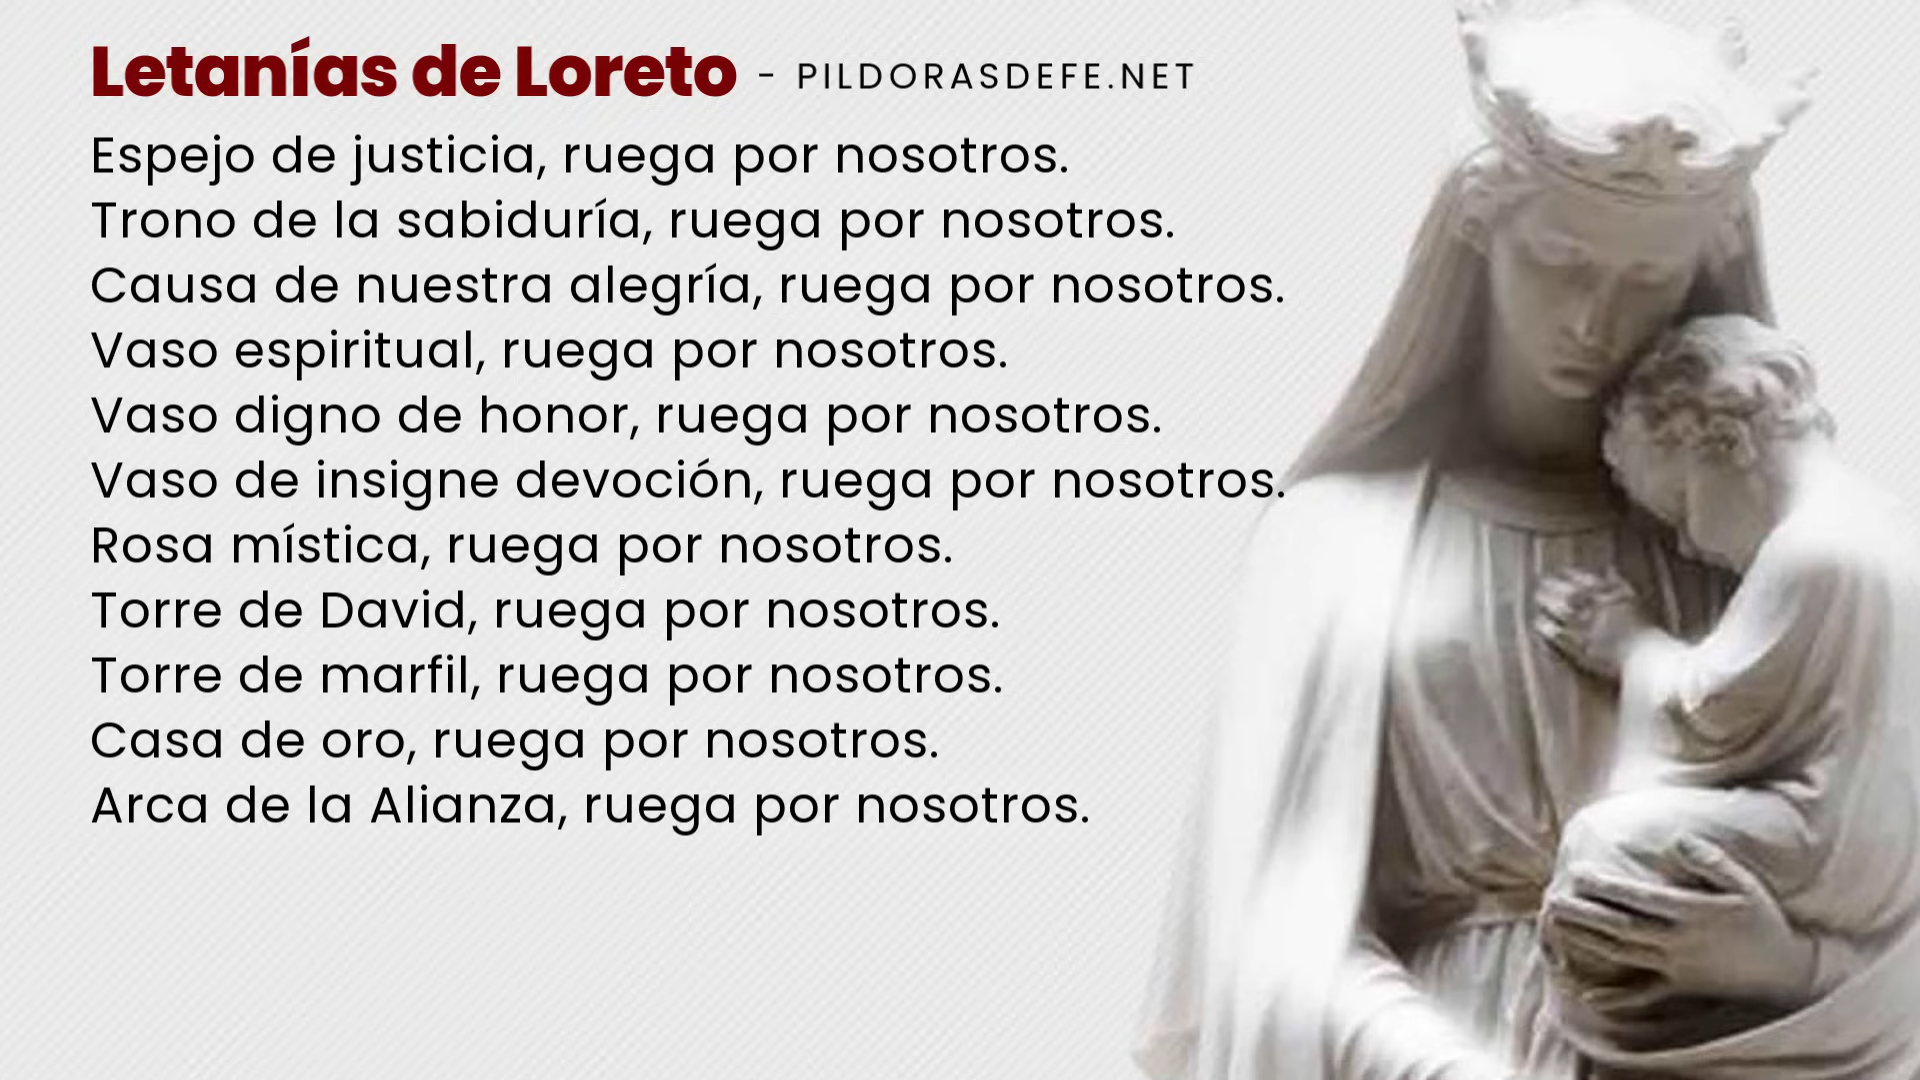 Letanías de Loreto - PILDORASDEFE.NET
Espejo de justicia, ruega por nosotros.
Trono de la sabiduría, ruega por nosotros.
Causa de nuestra alegría, ruega por nosotros.
Vaso espiritual, ruega por nosotros.
Vaso digno de honor, ruega por nosotros.
Vaso de insigne devoción, ruega por nosotros.
Rosa mística, ruega por nosotros.
Torre de David, ruega por nosotros.
Torre de marfil, ruega por nosotros.
Casa de oro, ruega por nosotros.
Arca de la Alianza, ruega por nosotros.